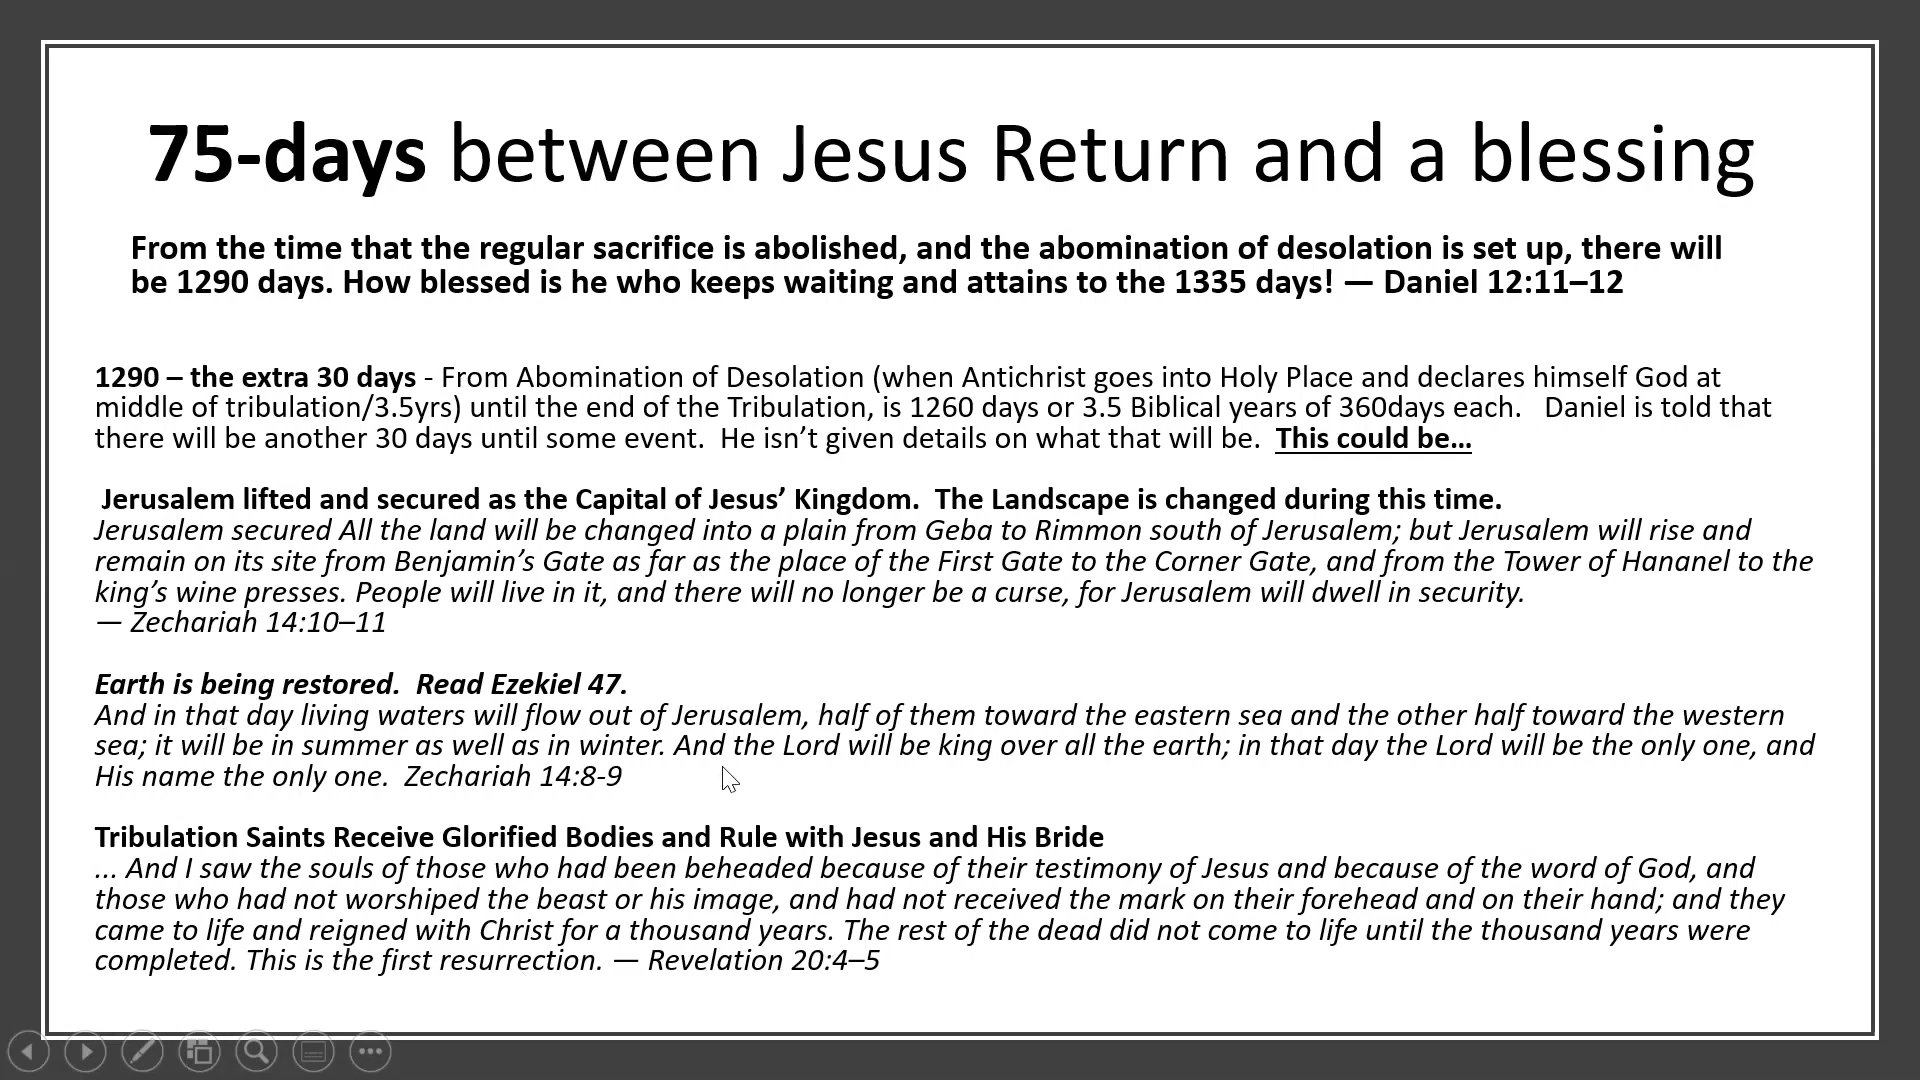 75-days between Jesus Return and a blessing
From the time that the regular sacrifice is abolished, and the abomination of desolation is set up, there will
be 1290 days. How blessed is he who keeps waiting and attains to the 1335 days! — Daniel 12:11–12
1290 – the extra 30 days - From Abomination of Desolation (when Antichrist goes into Holy Place and declares himself God at
middle of tribulation/3.5yrs) until the end of the Tribulation, is 1260 days or 3.5 Biblical years of 360days each.   Daniel is told that
there will be another 30 days until some event.  He isn’t given details on what that will be.  This could be…
Jerusalem lifted and secured as the Capital of Jesus’ Kingdom.  The Landscape is changed during this time.
Jerusalem secured All the land will be changed into a plain from Geba to Rimmon south of Jerusalem; but Jerusalem will rise and
remain on its site from Benjamin’s Gate as far as the place of the First Gate to the Corner Gate, and from the Tower of Hananel to the
king’s wine presses. People will live in it, and there will no longer be a curse, for Jerusalem will dwell in security.
— Zechariah 14:10–11
Earth is being restored.  Read Ezekiel 47.
And in that day living waters will flow out of Jerusalem, half of them toward the eastern sea and the other half toward the western
sea; it will be in summer as well as in winter. And the Lord will be king over all the earth; in that day the Lord will be the only one, and
His name the only one.  Zechariah 14:8-9
Tribulation Saints Receive Glorified Bodies and Rule with Jesus and His Bride
... And I saw the souls of those who had been beheaded because of their testimony of Jesus and because of the word of God, and
those who had not worshiped the beast or his image, and had not received the mark on their forehead and on their hand; and they
came to life and reigned with Christ for a thousand years. The rest of the dead did not come to life until the thousand years were
completed. This is the first resurrection. — Revelation 20:4–5